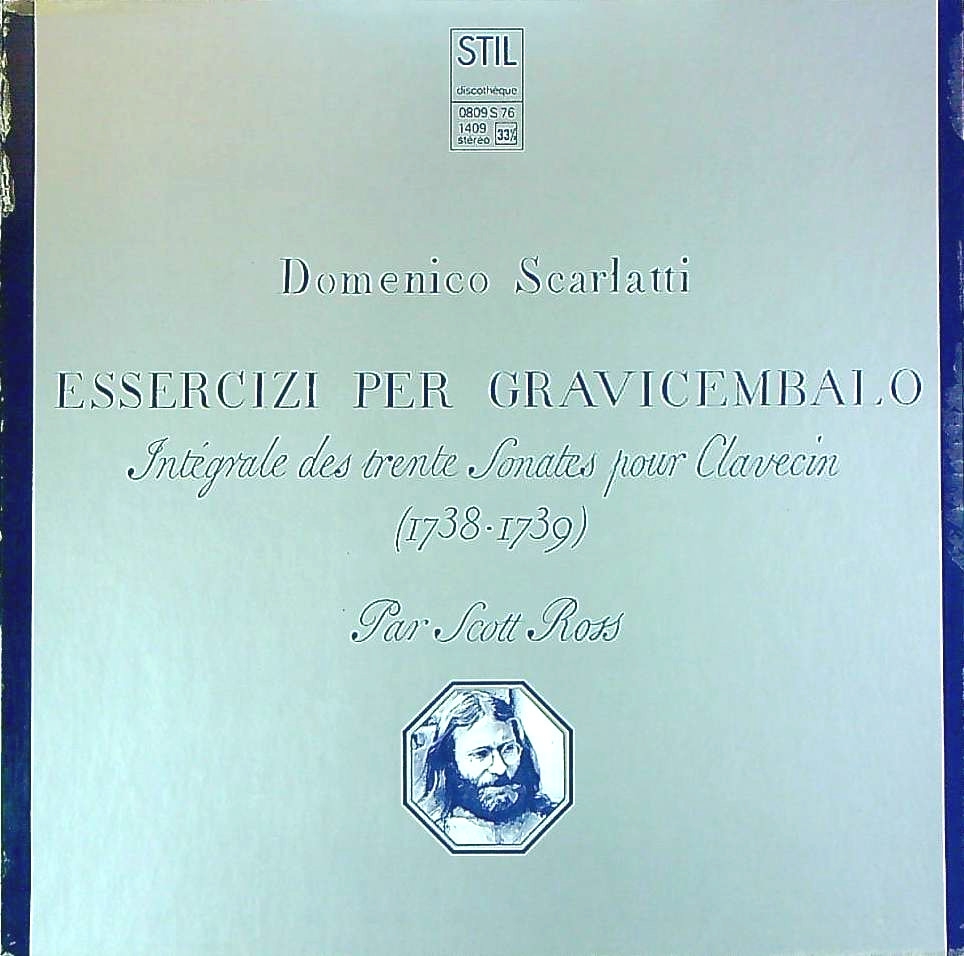 STIL
discothèque
0809 S 76
1409
stéréo 33⅓
Domenico Scarlatti
ESSERCIZI PER GRAVICEMBALO
Intégrale des trente Sonates pour Clavecin
(1738-1739)
Par Scott Ross